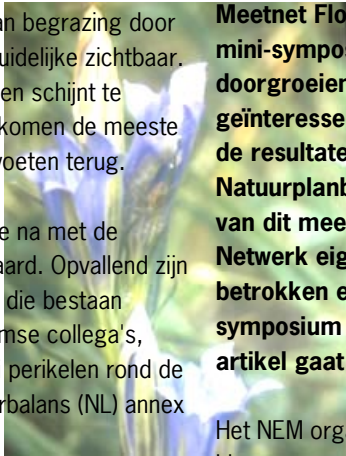 an begrazing door
uidelijke zichtbaar.
en schijnt te
komen de meeste
voeten terug.
e na met de
aard. Opvallend zijn
die bestaan
mse collega's,
perikelen rond de
rbalans (NL) annex
Meetnet Flo
mini-sympos
doorgroeien
geïnteresse
de resultate
Natuurplanb
van dit mee
Netwerk eig
betrokken e
symposium
artikel gaat
Het NEM org